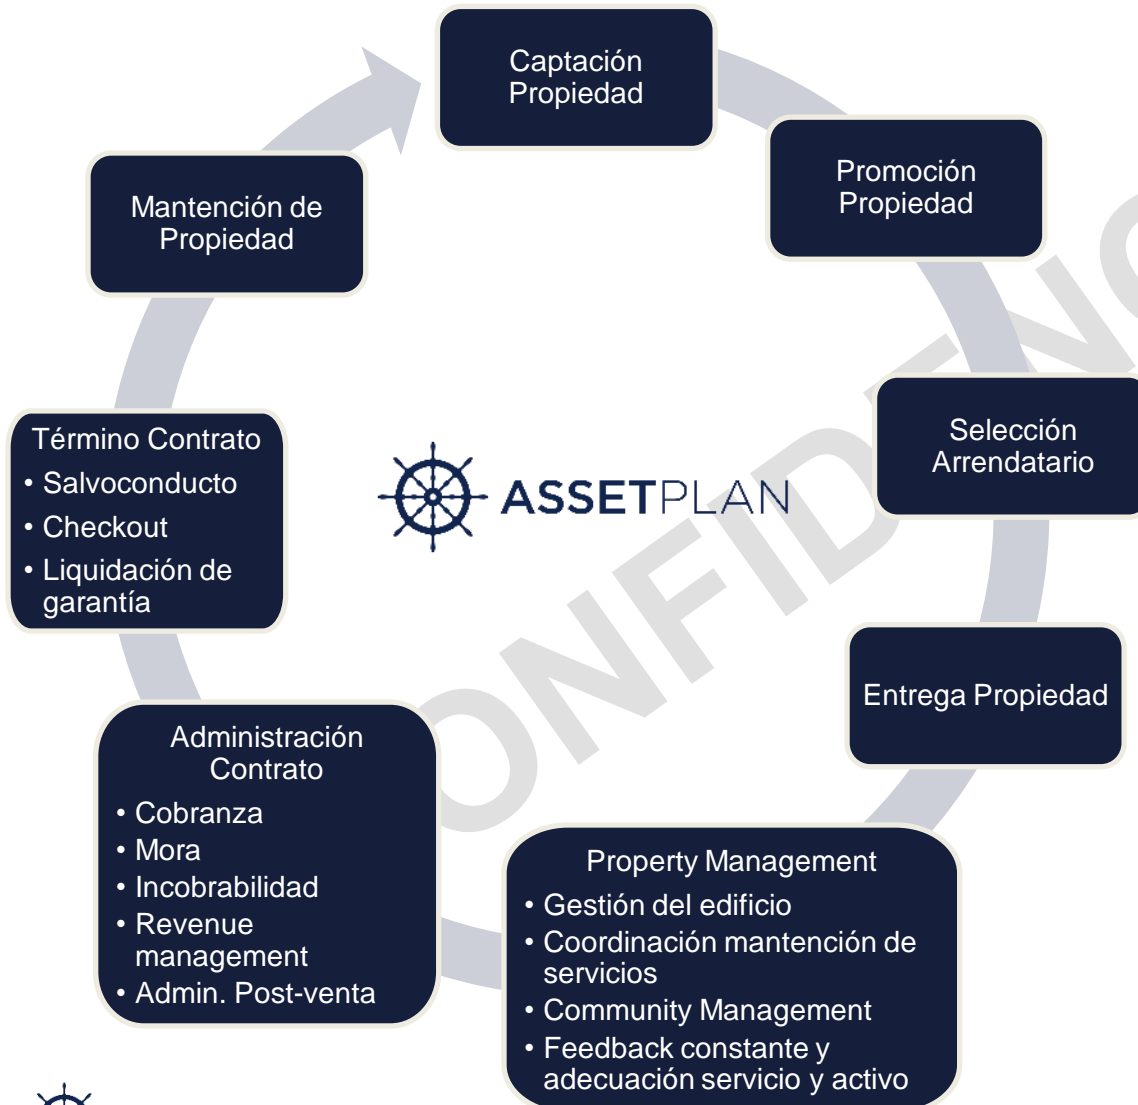 Captación
Propiedad
Promoción
Propiedad
Selección
Arrendatario
Entrega Propiedad
Property Management
• Gestión del edificio
• Coordinación mantención de
servicios
• Community Management
• Feedback constante y
adecuación servicio y activo
Administración
Contrato
• Cobranza
• Mora
• Incobrabilidad
• Revenue
management
• Admin. Post-venta
Término Contrato
• Salvoconducto
• Checkout
• Liquidación de
garantía
Mantención de
Propiedad
ASSETPLAN